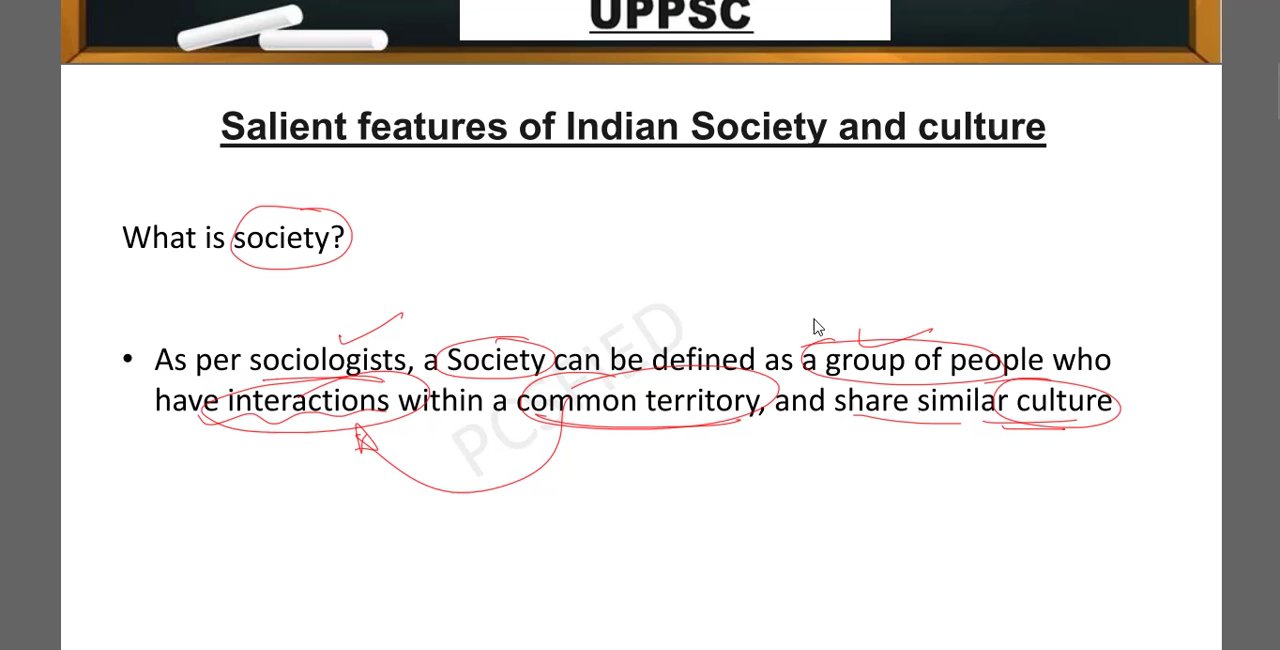 UPPSC
Salient features of Indian Society and culture
What is society?
• As per sociologists, a Society can be defined as a group of people who
have interactions within a common territory, and share similar culture